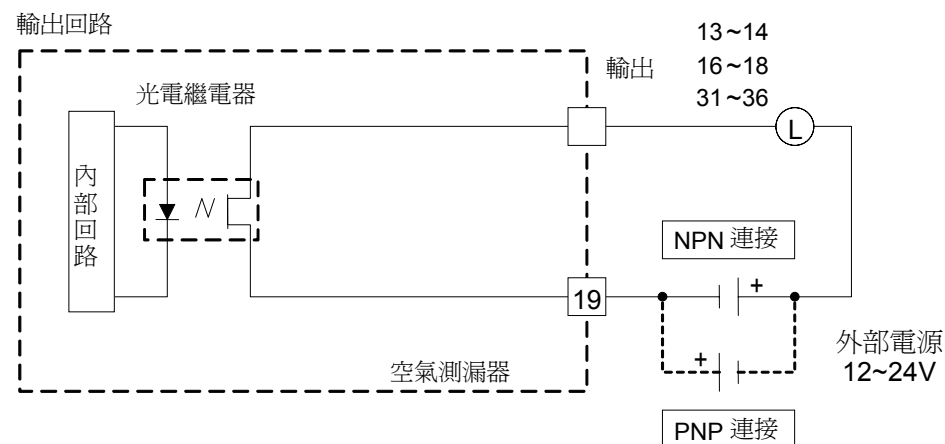 輸出回路
13~14
輸出
16~18
31~36
光電繼電器
L
內部回路
NPN 連接
+
19
外部電源
12~24V
+
空氣測漏器
PNP 連接